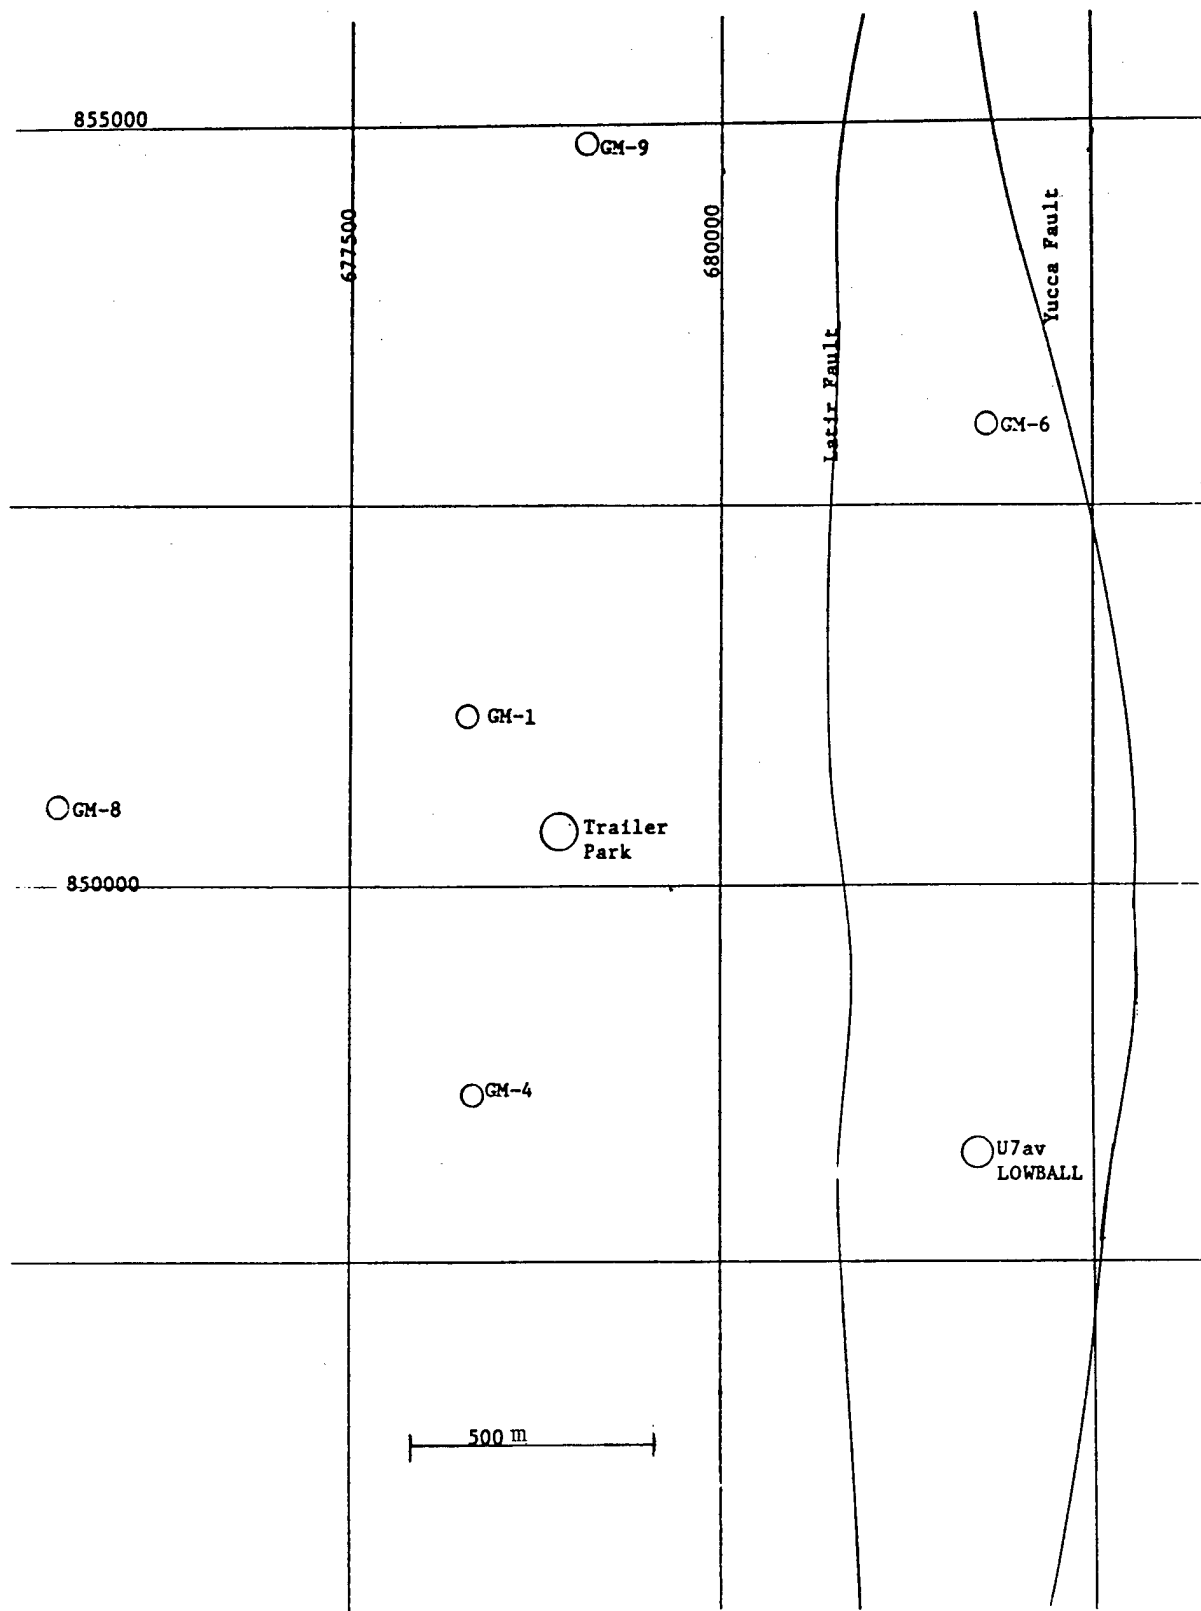 855000
GM-9
677500
680000
Yucca Fault
Latir Fault
GM-6
GM-1
GM-8
Trailer
Park
850000
GM-4
U7av
LOWBALL
500 m